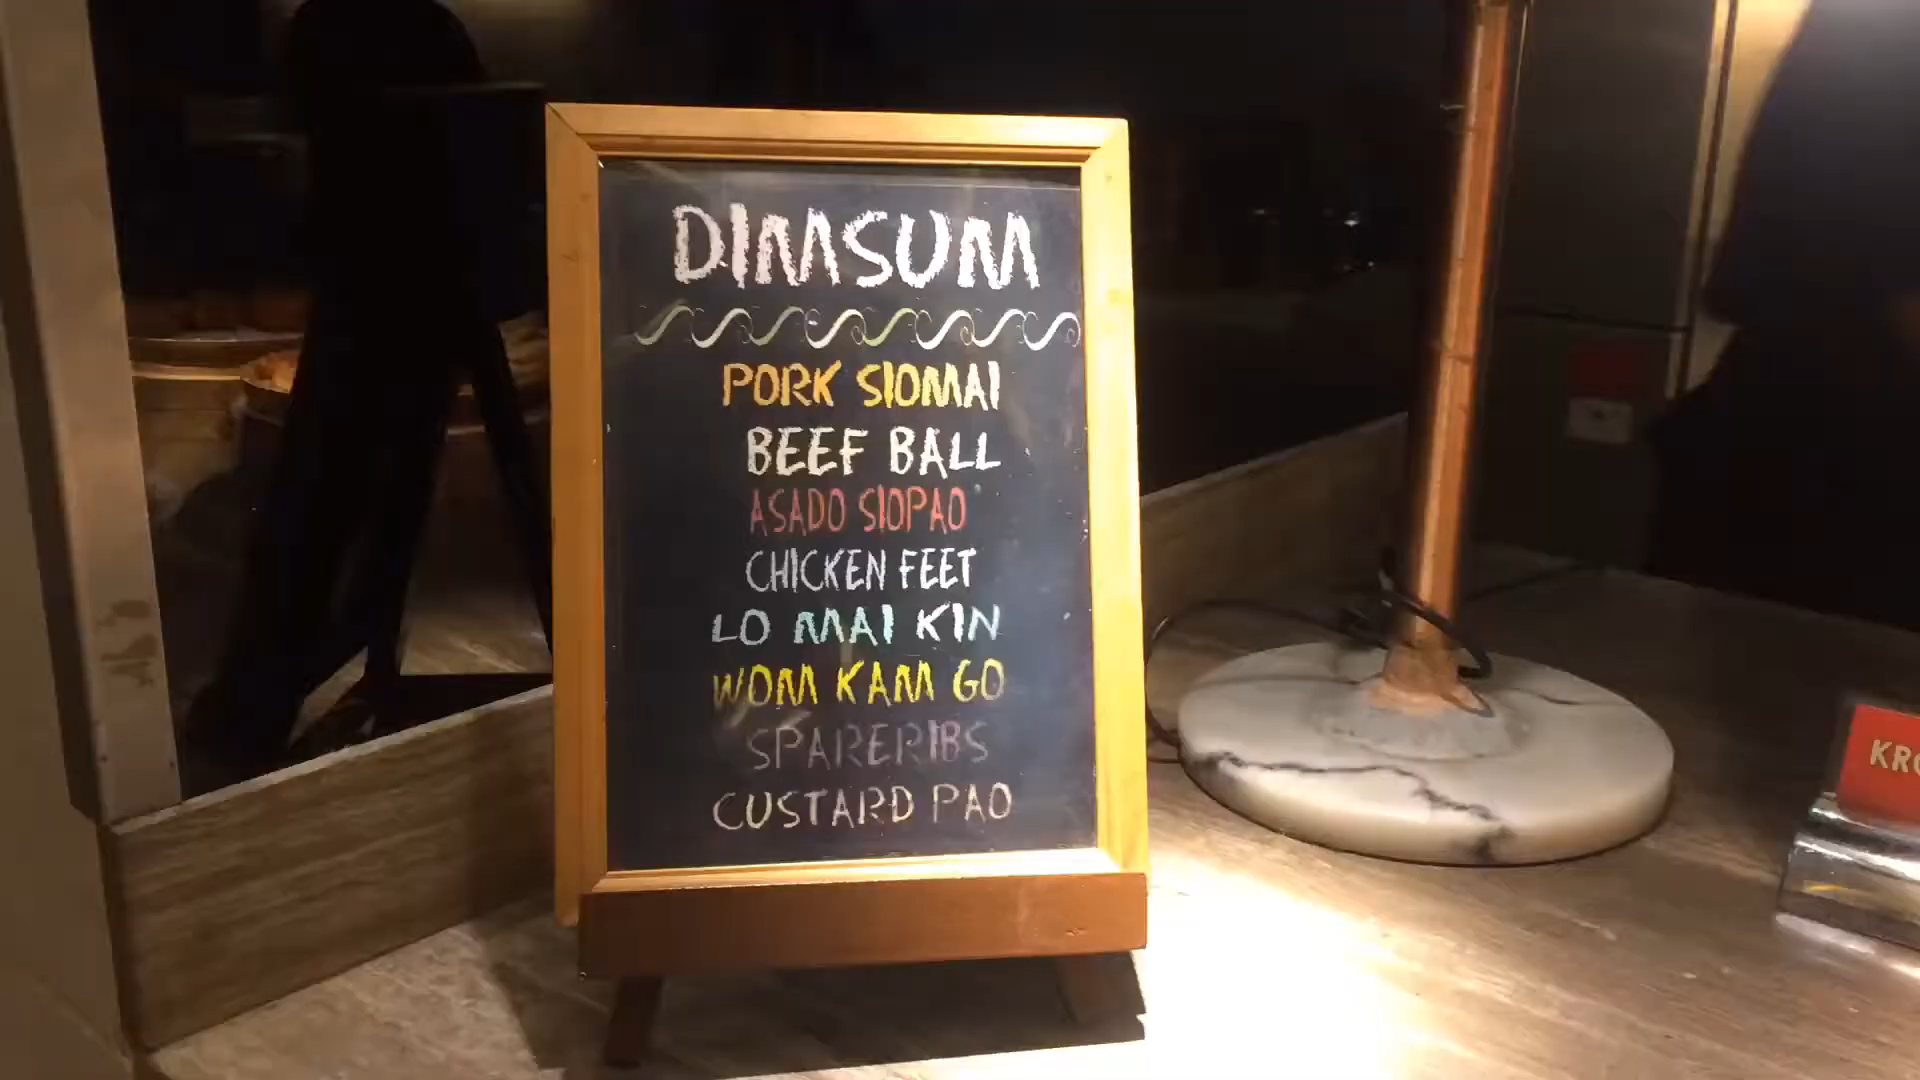 DIMSUM
PORK SIOMAI
BEEF BALL
ASADO SIOPAO
CHICKEN FEET
LO MAI KIN
WOM KAM GO
SPARERIBS
CUSTARD PAO